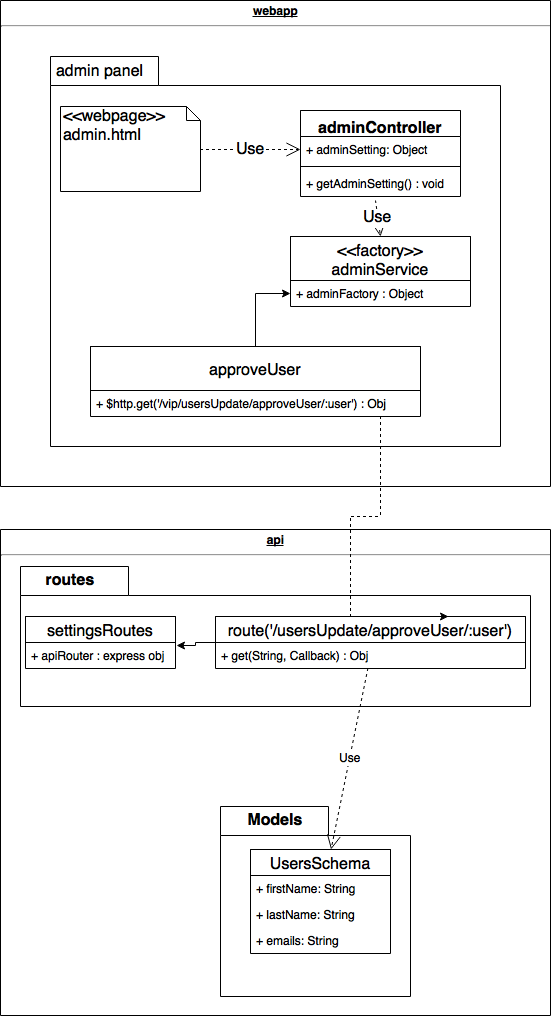 webapp
admin panel
<<webpage>>
admin.html
Use
adminController
+ adminSetting: Object
+ getAdminSetting() : void
Use
<<factory>>
adminService
+ adminFactory : Object
approveUser
+ $http.get('/vip/usersUpdate/approveUser/:user') : Obj
api
routes
settingsRoutes
+ apiRouter : express obj
route('/usersUpdate/approveUser/:user')
+ get(String, Callback) : Obj
Use
Models
UsersSchema
+ firstName: String
+ lastName: String
+ emails: String